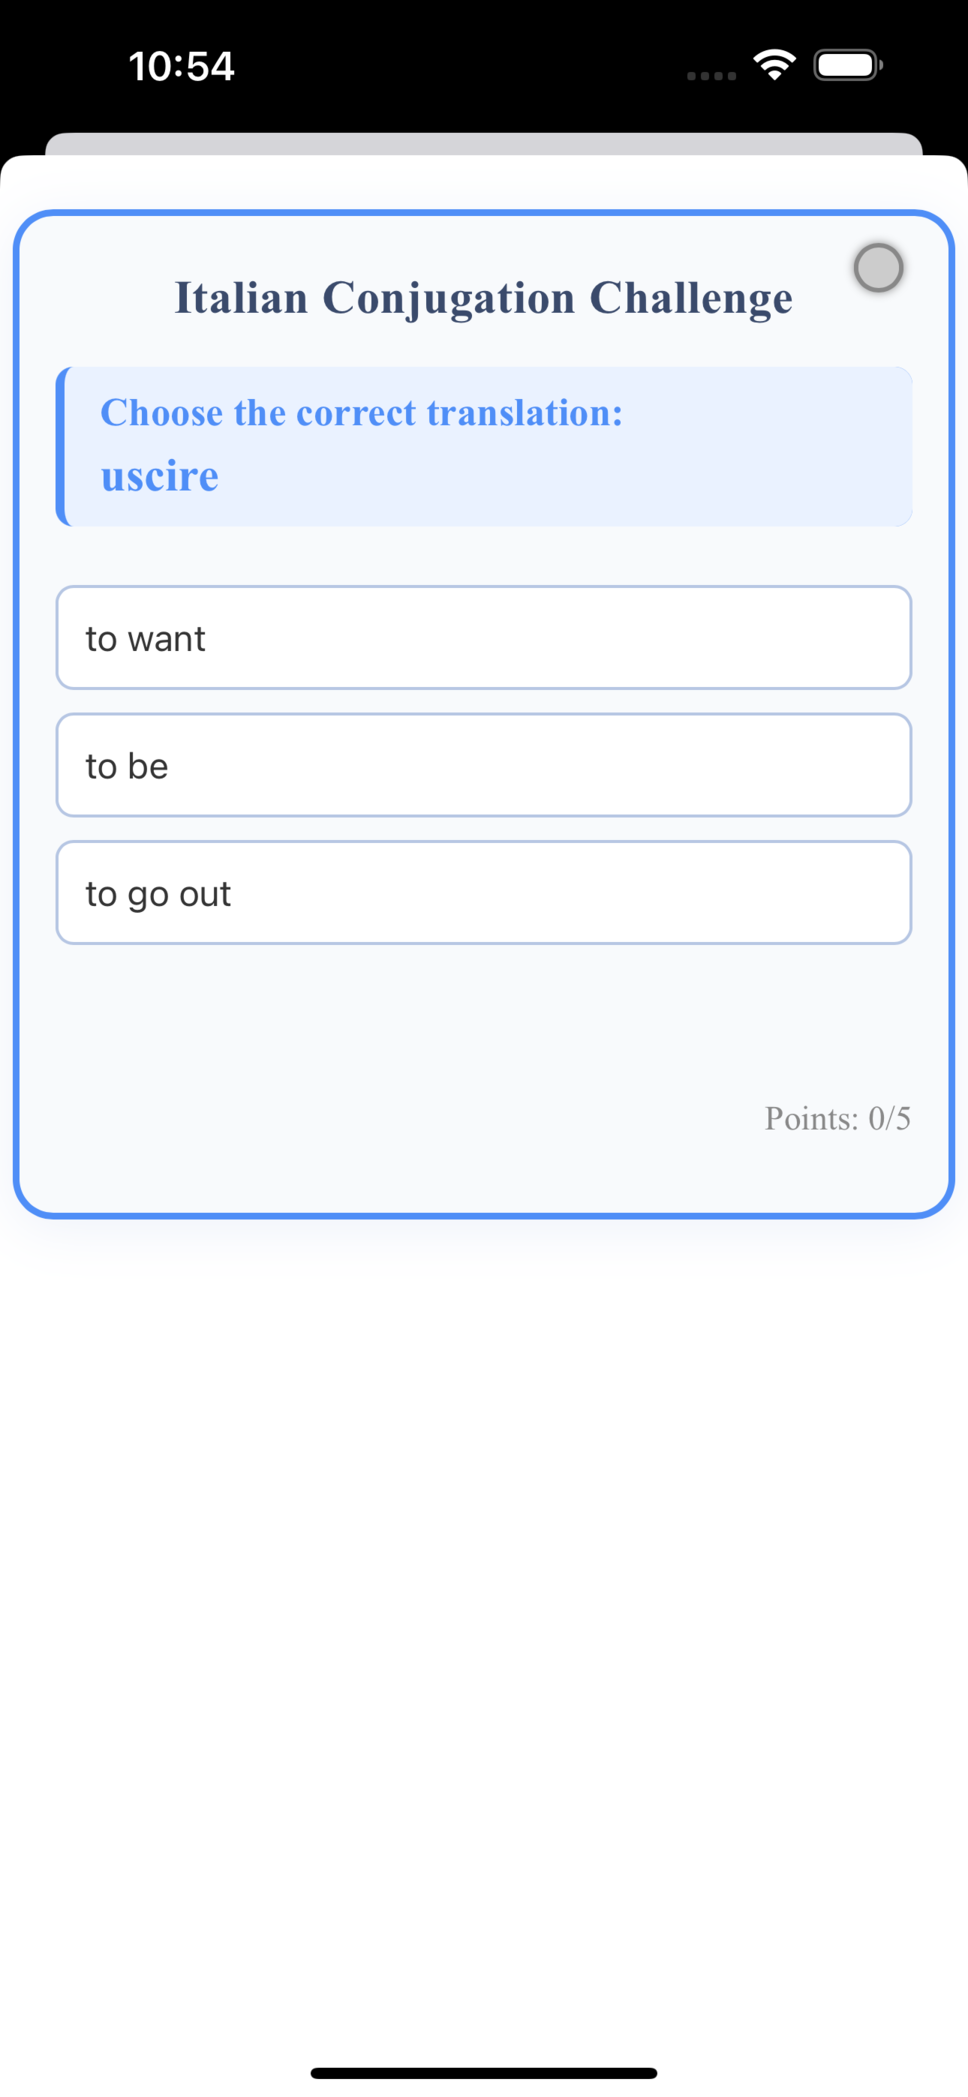 10:54
Italian Conjugation Challenge
Choose the correct translation:
uscire
to want
to be
to go out
Points: 0/5